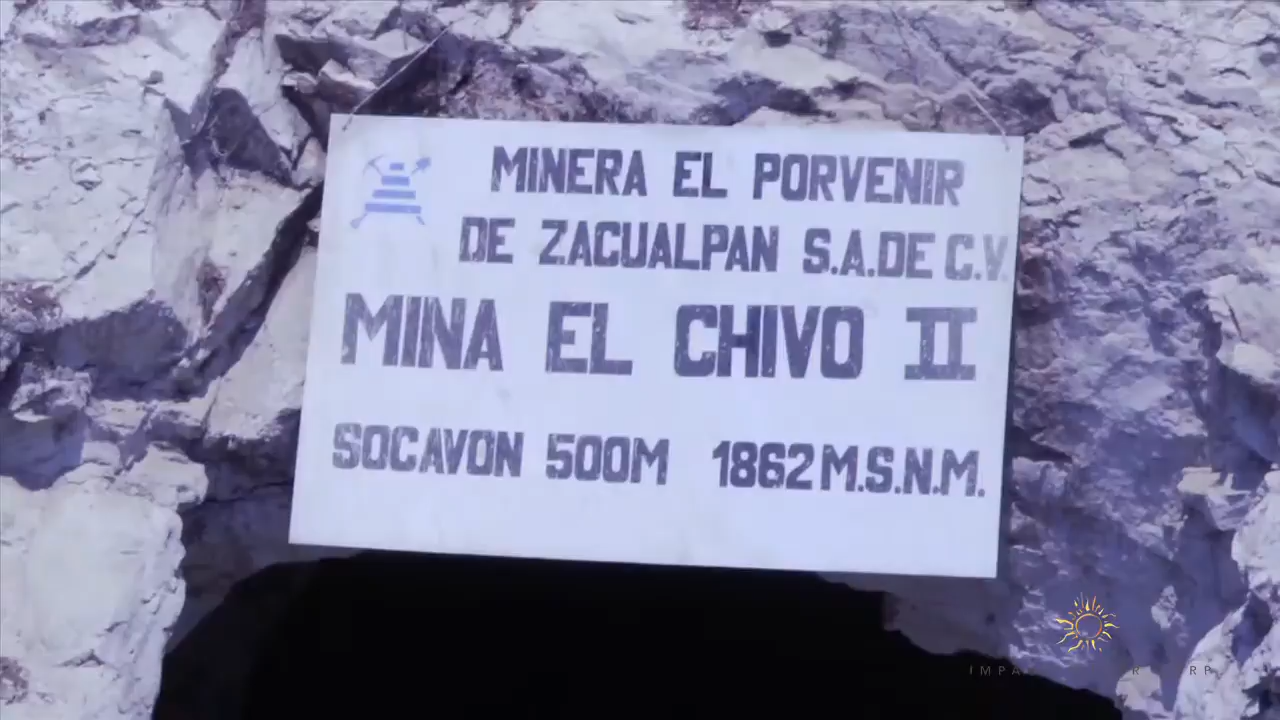 MINERA EL PORVENIR
DE ZACUALPAN S.A.DE C.V.
MINA EL CHIVO II
SOCAVON 500M 1862 M.S.N.M.